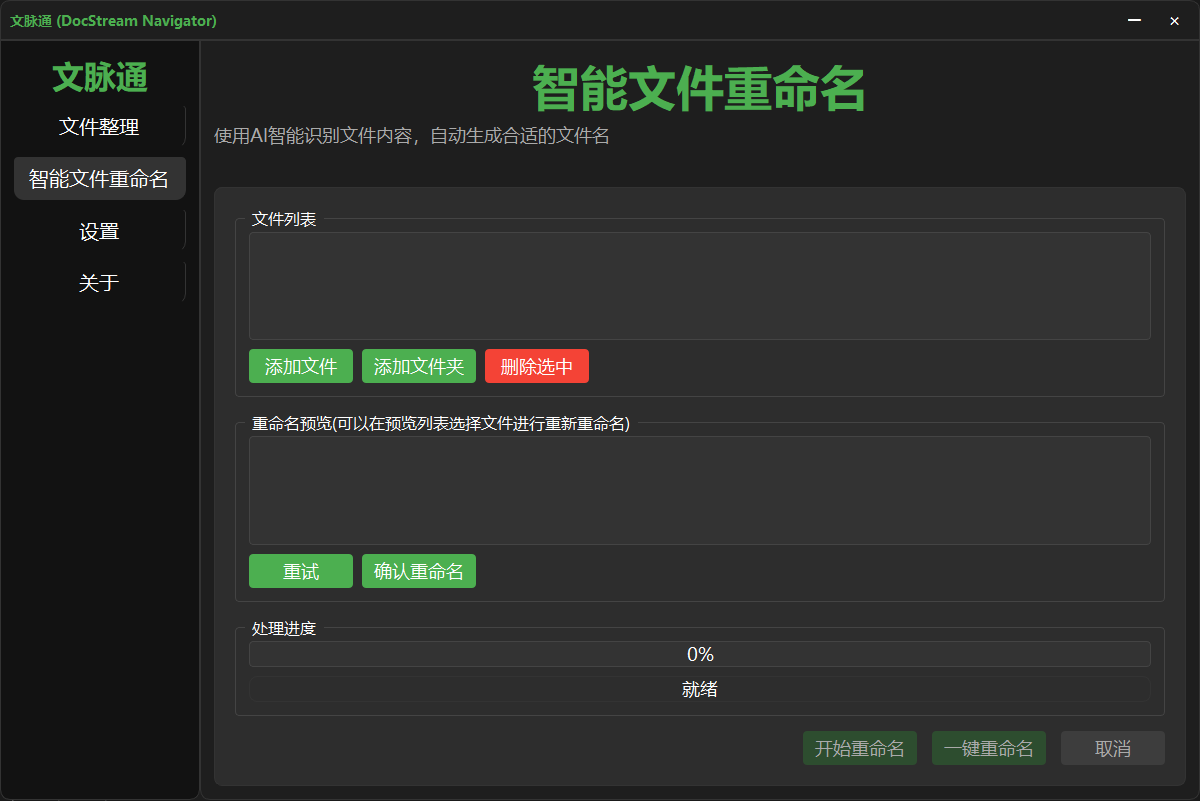 文脉通 (DocStream Navigator)
文脉通
文件整理
智能文件重命名
设置
关于
智能文件重命名
使用AI智能识别文件内容，自动生成合适的文件名
文件列表
添加文件 添加文件夹 删除选中
重命名预览(可以在预览列表选择文件进行重新重命名)
重试 确认重命名
处理进度
0%
就绪
开始重命名 一键重命名 取消